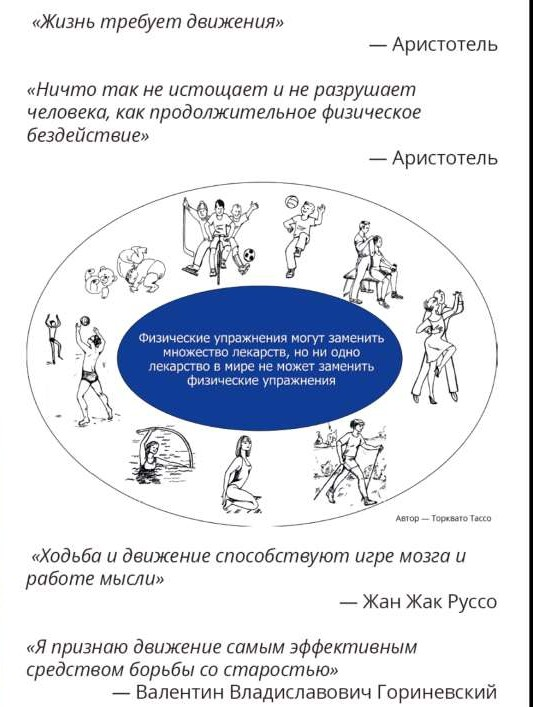 «Жизнь требует движения»
— Аристотель
«Ничто так не истощает и не разрушает
человека, как продолжительное физическое
бездействие»
— Аристотель
Физические упражнения могут заменить
множество лекарств, но ни одно
лекарство в мире не может заменить
физические упражнения
Автор — Торквато Тассо
«Ходьба и движение способствуют игре мозга и
работе мысли»
— Жан Жак Руссо
«Я признаю движение самым эффективным
средством борьбы со старостью»
— Валентин Владиславович Гориневский